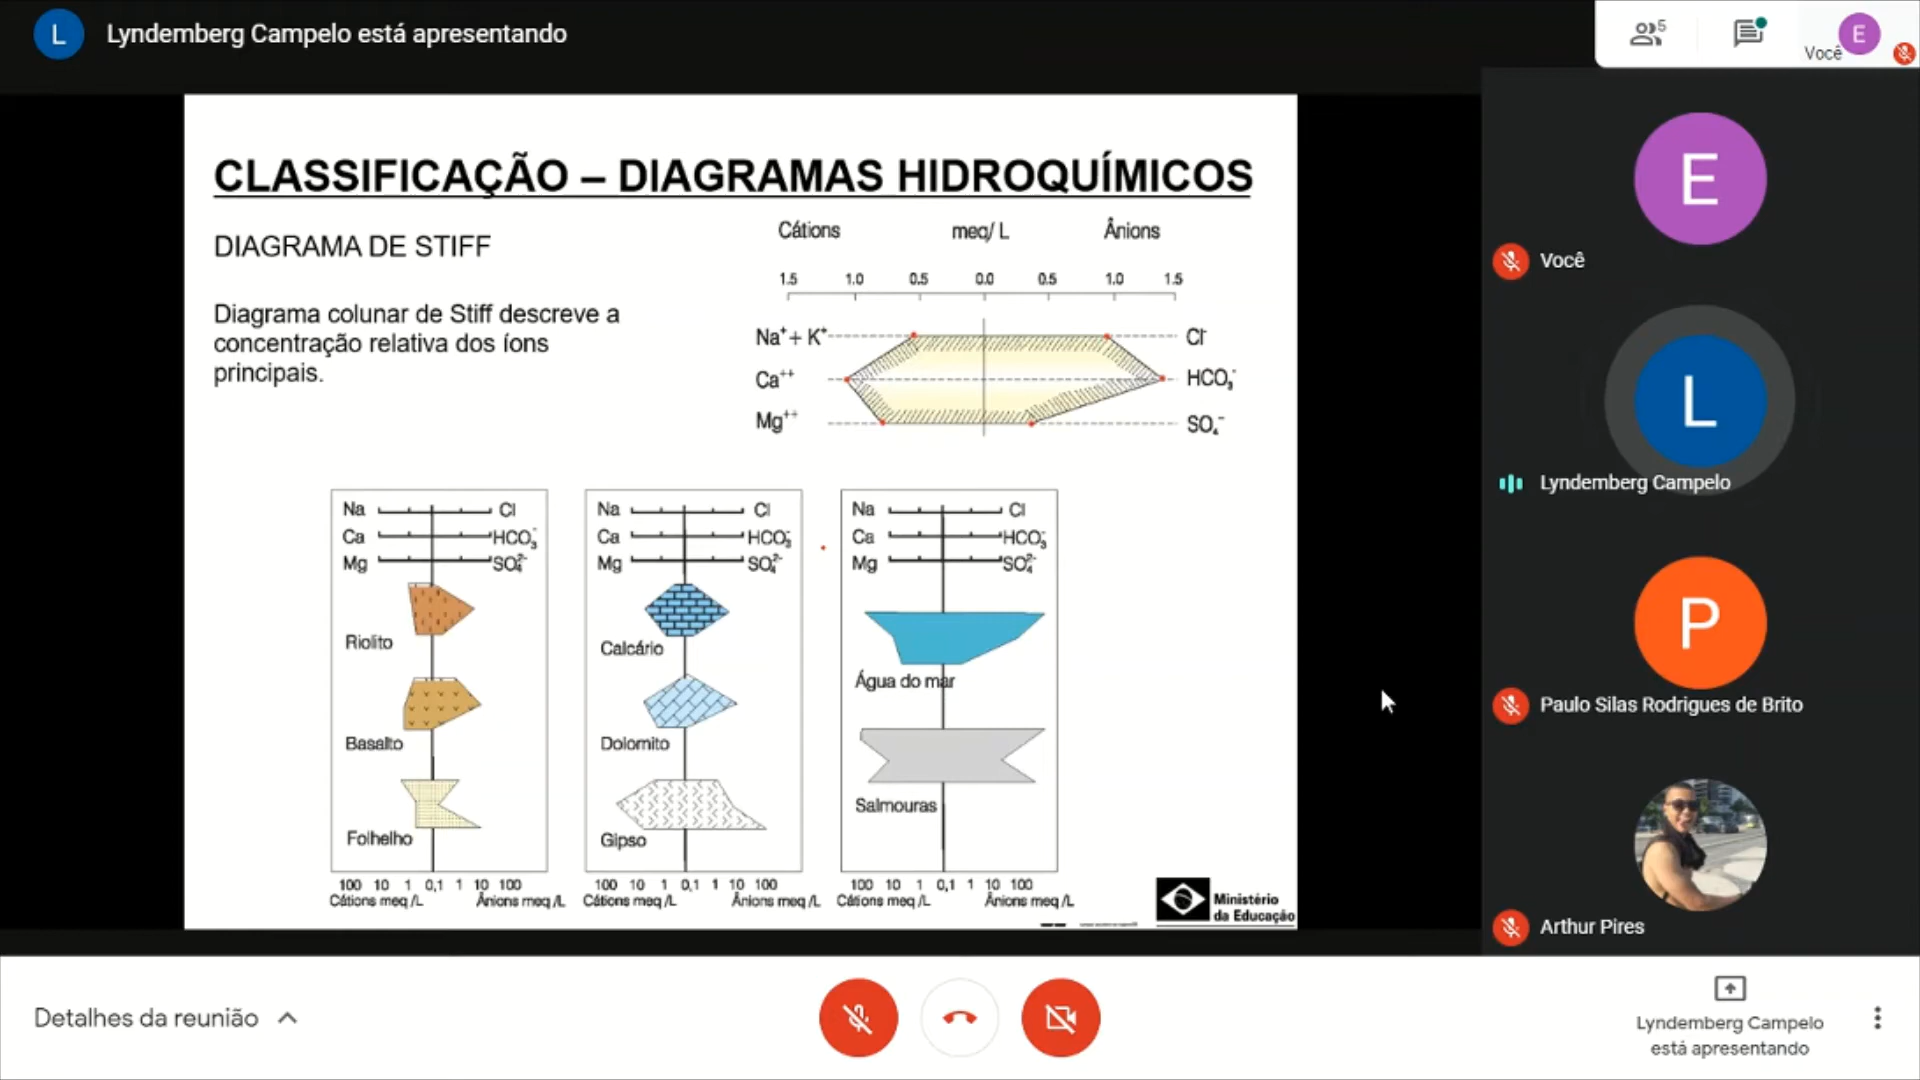 L Lyndemberg Campelo está apresentando
5
Você E
CLASSIFICAÇÃO – DIAGRAMAS HIDROQUÍMICOS
DIAGRAMA DE STIFF
Diagrama colunar de Stiff descreve a
concentração relativa dos íons
principais.
Cátions meq/ L Ânions
1.5 1.0 0.5 0.0 0.5 1.0 1.5
Na⁺ + K⁺ Cl⁻
Ca⁺⁺ HCO₃⁻
Mg⁺⁺ SO₄⁻
Na Cl
Ca HCO₃⁻
Mg SO₄²⁻
Riolito
Basalto
Folhelho
100 10 1 0,1 1 10 100
Cátions meq /L Ânions meq /L
Na Cl
Ca HCO₃⁻
Mg SO₄²⁻
Calcário
Dolomito
Gipso
100 10 1 0,1 1 10 100
Cátions meq /L Ânions meq /L
Na Cl
Ca HCO₃⁻
Mg SO₄²⁻
Água do mar
Salmouras
100 10 1 0,1 1 10 100
Cátions meq /L Ânions meq /L
Ministério
da Educação
E
Você
L
Lyndemberg Campelo
P
Paulo Silas Rodrigues de Brito
Arthur Pires
Detalhes da reunião
Lyndemberg Campelo
está apresentando